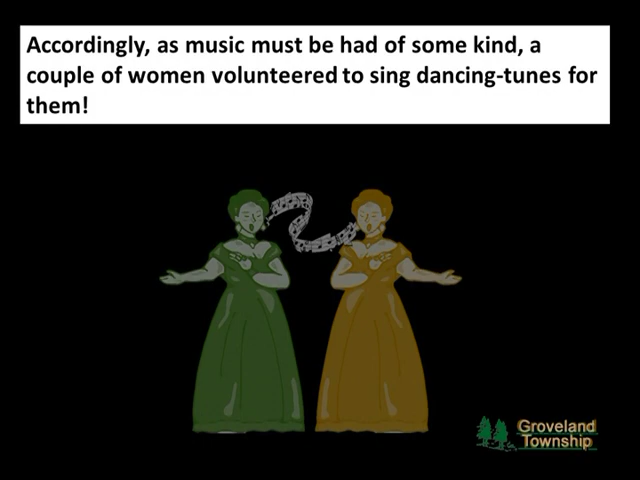 Accordingly, as music must be had of some kind, a
couple of women volunteered to sing dancing-tunes for
them!
Groveland
Township